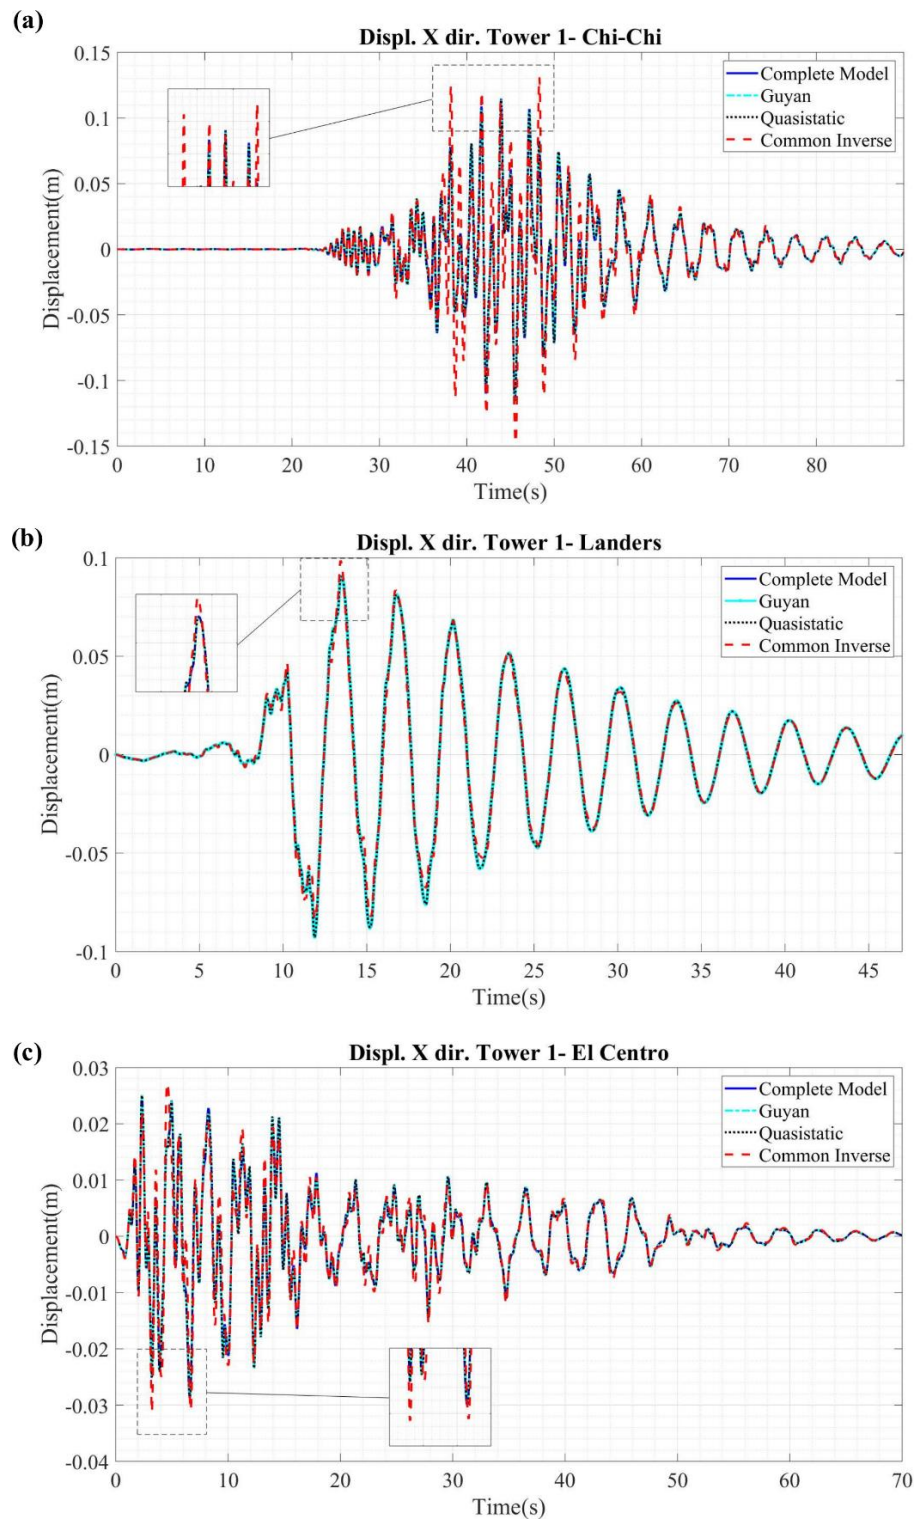 (a)
Displ. X dir. Tower 1- Chi-Chi
0.15
0.1
0.05
0
-0.05
-0.1
-0.15
Displacement(m)
Complete Model
Guyan
Quasistatic
Common Inverse
0 10 20 30 40 50 60 70 80
Time(s)
(b)
Displ. X dir. Tower 1- Landers
0.1
0.05
0
-0.05
-0.1
Displacement(m)
Complete Model
Guyan
Quasistatic
Common Inverse
0 5 10 15 20 25 30 35 40 45
Time(s)
(c)
Displ. X dir. Tower 1- El Centro
0.03
0.02
0.01
0
-0.01
-0.02
-0.03
-0.04
Displacement(m)
Complete Model
Guyan
Quasistatic
Common Inverse
0 10 20 30 40 50 60 70
Time(s)